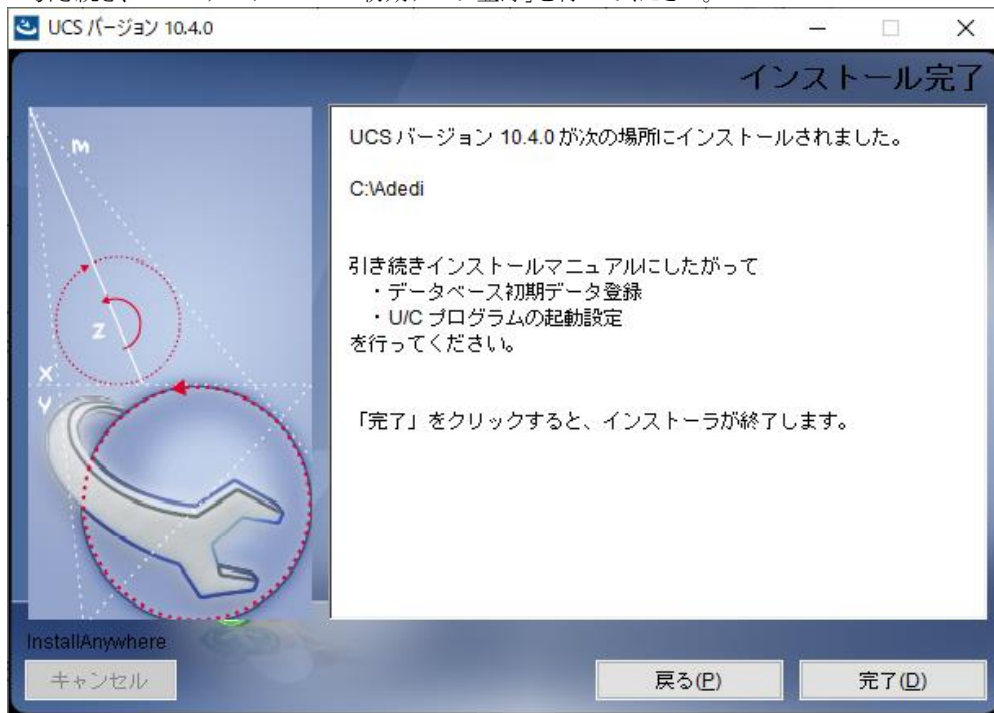 UCS バージョン 10.4.0
インストール完了
UCS バージョン 10.4.0 が次の場所にインストールされました。
C:\Adedi
引き続きインストールマニュアルにしたがって
・データベース初期データ登録
・U/C プログラムの起動設定
を行ってください。
「完了」をクリックすると、インストーラが終了します。
M
Z
X
Y
InstallAnywhere
キャンセル
戻る(P)
完了(D)